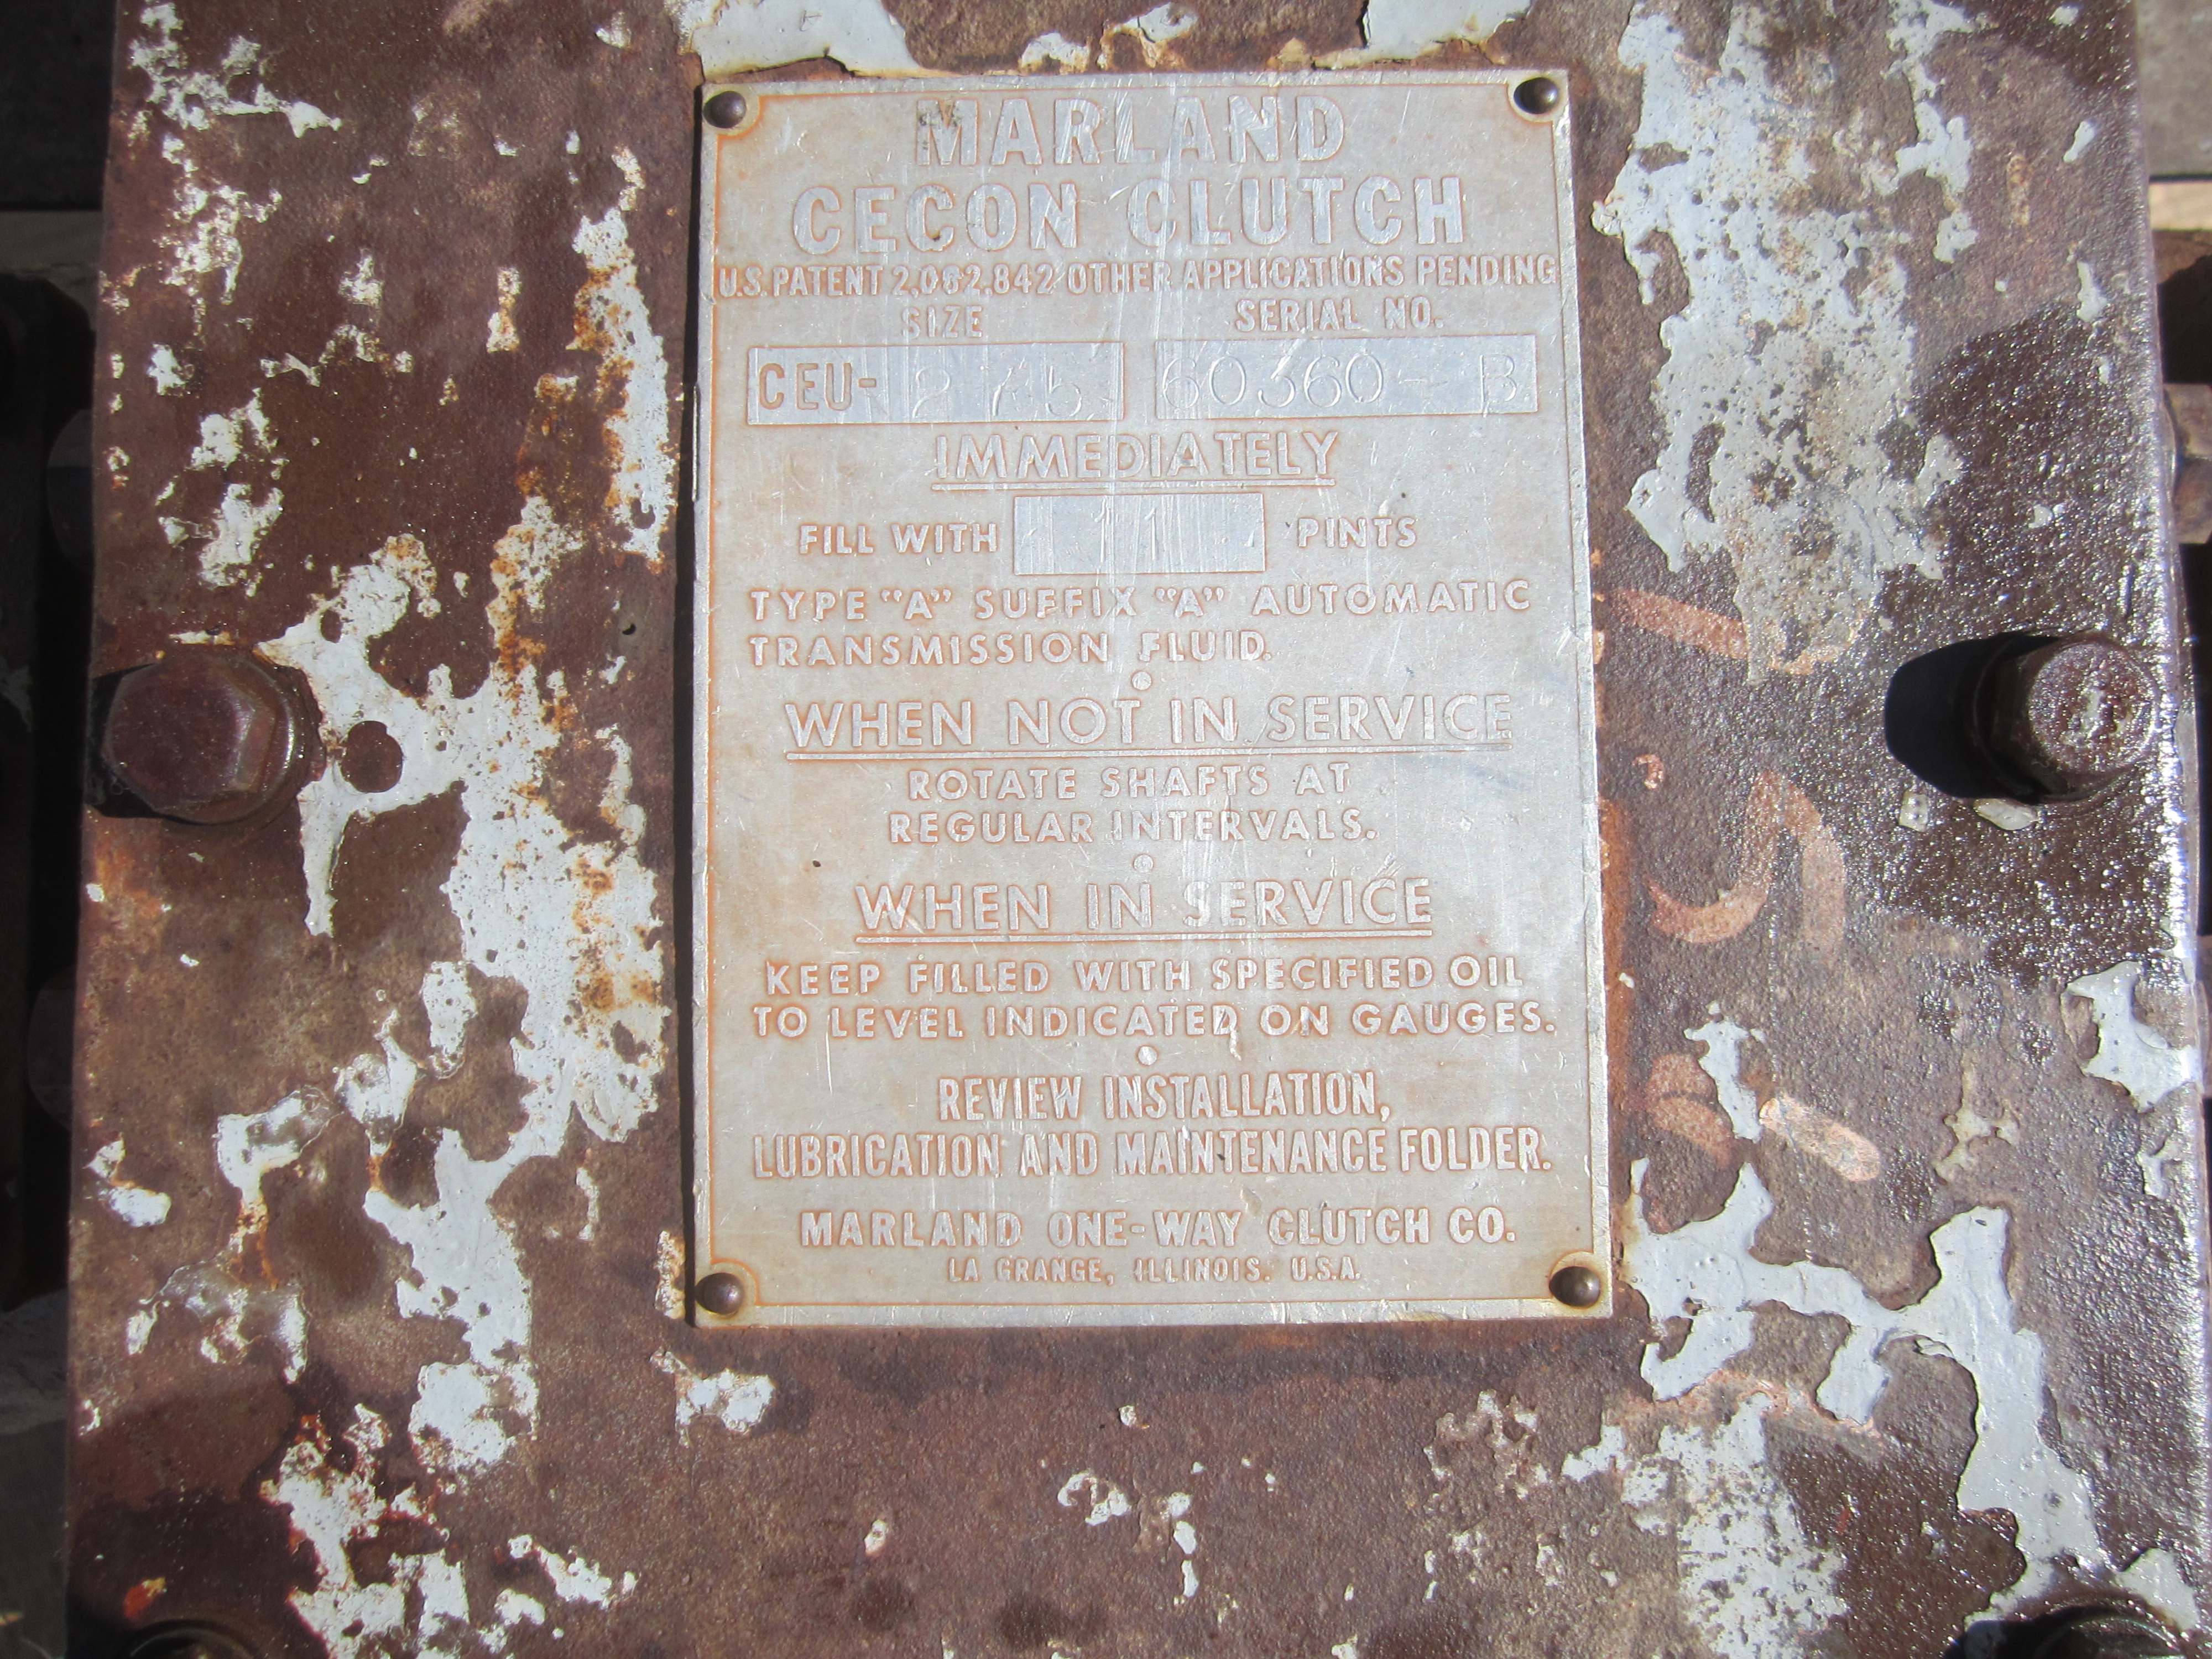 MARLAND
CECON CLUTCH
U.S. PATENT 2,082,842 OTHER APPLICATIONS PENDING
SIZE SERIAL NO.
CEU- 275 60360 - B
IMMEDIATELY
FILL WITH 11 PINTS
TYPE "A" SUFFIX "A" AUTOMATIC
TRANSMISSION FLUID.
WHEN NOT IN SERVICE
ROTATE SHAFTS AT
REGULAR INTERVALS.
WHEN IN SERVICE
KEEP FILLED WITH SPECIFIED OIL
TO LEVEL INDICATED ON GAUGES.
REVIEW INSTALLATION,
LUBRICATION AND MAINTENANCE FOLDER.
MARLAND ONE-WAY CLUTCH CO.
LA GRANGE, ILLINOIS. U.S.A.